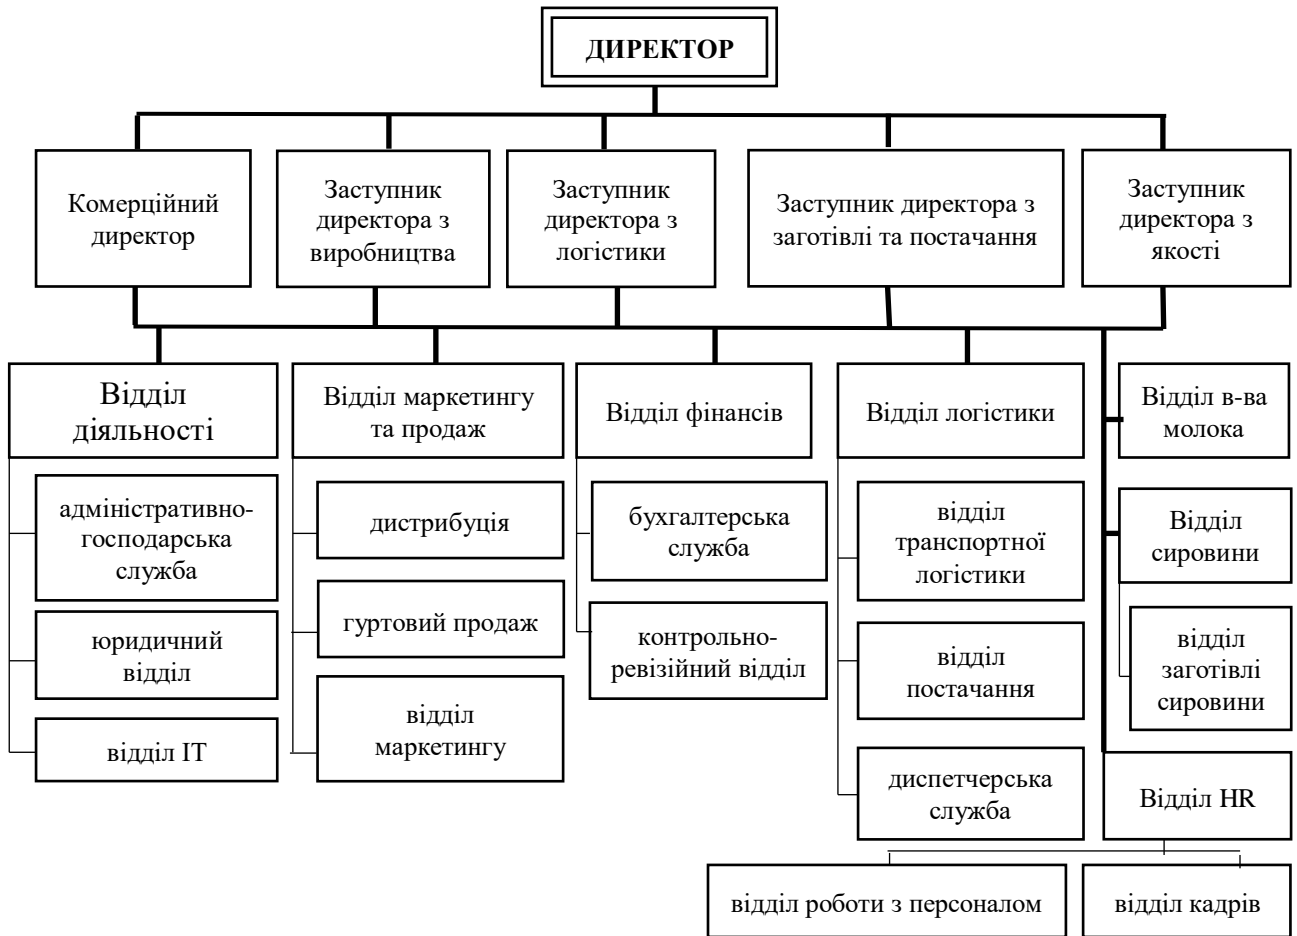 ДИРЕКТОР
Комерційний
директор
Заступник
директора з
виробництва
Заступник
директора з
логістики
Заступник директора з
заготівлі та постачання
Заступник
директора з
якості
Відділ
діяльності
Відділ маркетингу
та продаж
Відділ фінансів
Відділ логістики
Відділ в-ва
молока
адміністративно-
господарська
служба
юридичний
відділ
відділ ІТ
дистрибуція
гуртовий продаж
відділ
маркетингу
бухгалтерська
служба
контрольно-
ревізійний відділ
відділ
транспортної
логістики
відділ
постачання
диспетчерська
служба
Відділ
сировини
відділ
заготівлі
сировини
Відділ HR
відділ роботи з персоналом
відділ кадрів